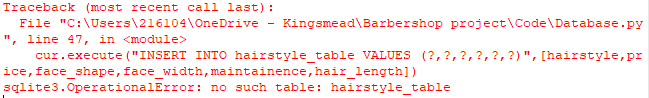 Traceback (most recent call last):
  File "C:\Users\216104\OneDrive - Kingsmead\Barbershop project\Code\Database.py
", line 47, in <module>
    cur.execute("INSERT INTO hairstyle_table VALUES (?,?,?,?,?,?)",[hairstyle,pr
ice,face_shape,face_width,maintainence,hair_length])
sqlite3.OperationalError: no such table: hairstyle_table